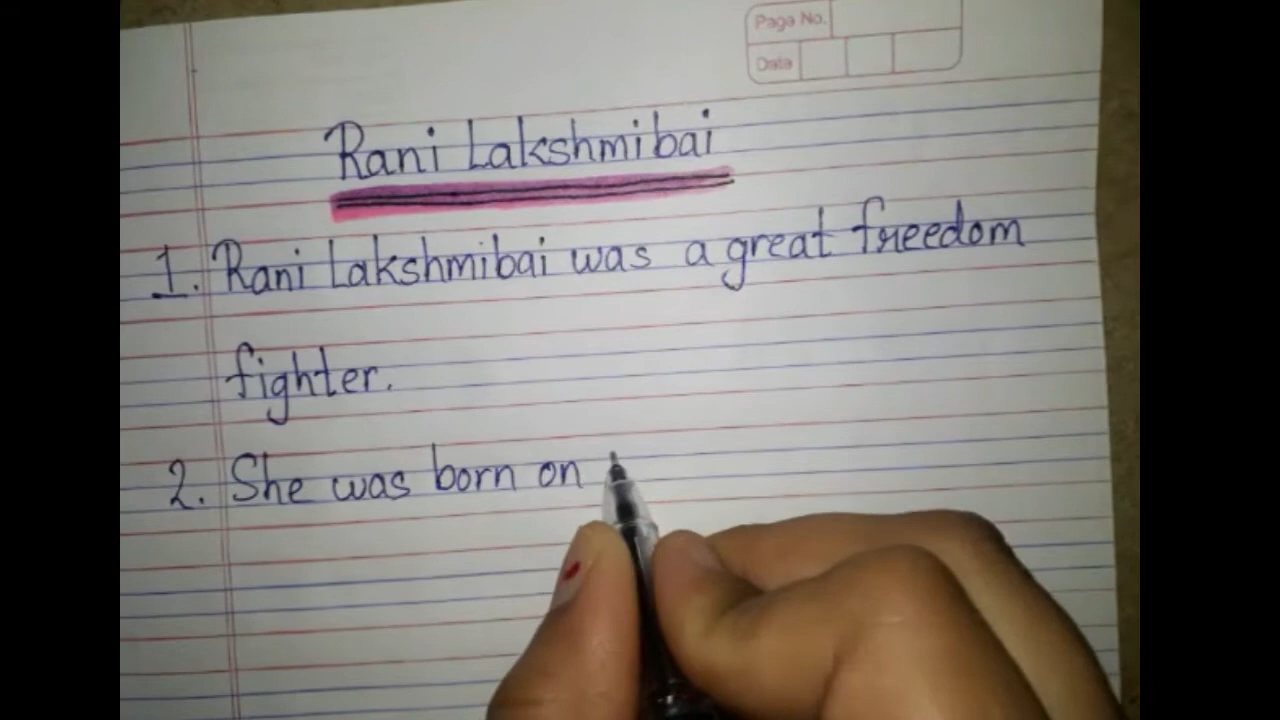 Page No.
Date
Rani Lakshmibai
1. Rani Lakshmibai was a great freedom
fighter.
2. She was born on